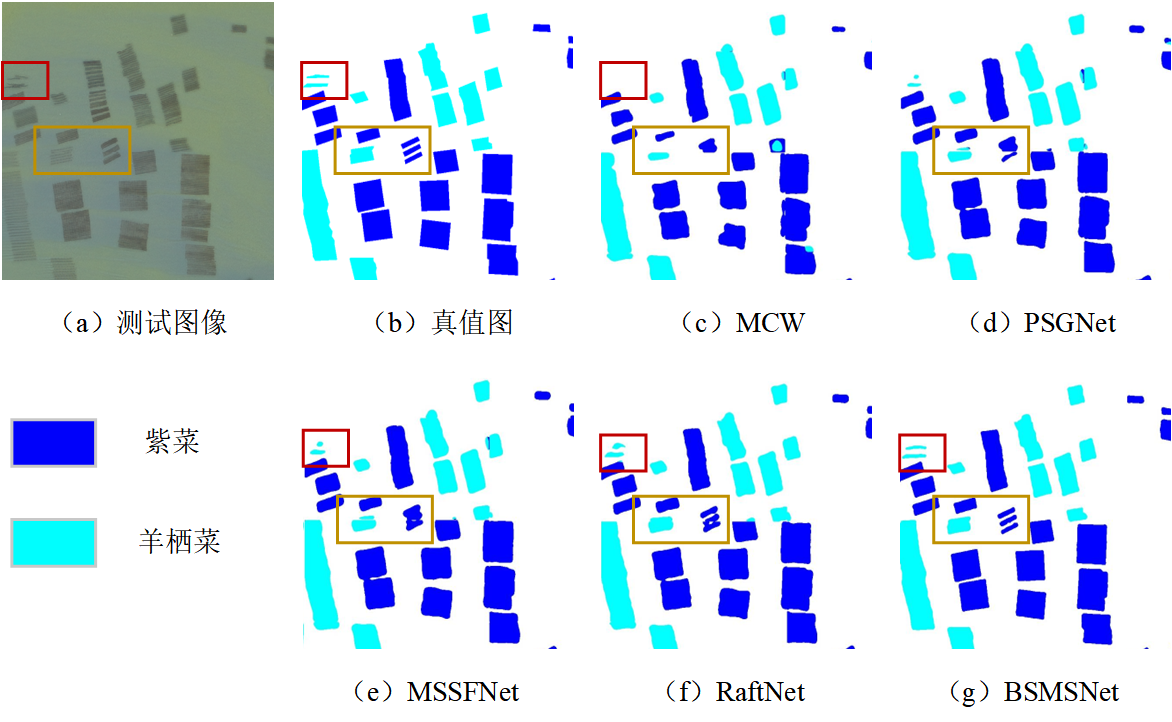 （a）测试图像
（b）真值图
（c）MCW
（d）PSGNet
紫菜
羊栖菜
（e）MSSFNet
（f）RaftNet
（g）BSMSNet